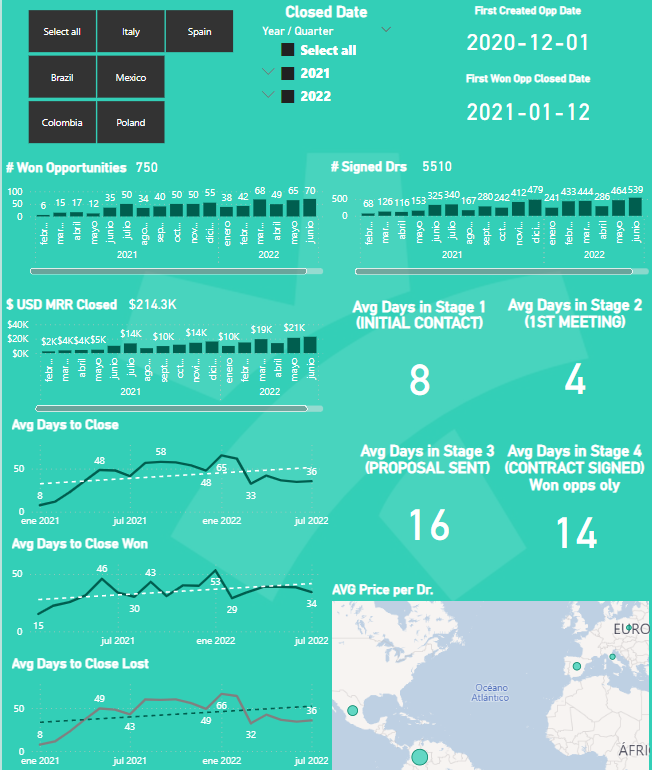 Select all
Italy
Spain
Brazil
Mexico
Colombia
Poland
Closed Date
Year / Quarter
Select all
2021
2022
First Created Opp Date
2020-12-01
First Won Opp Closed Date
2021-01-12
# Won Opportunities 750
100
50
0
6 15 17 12 35 50 34 40 50 50 55 38 42 68 49 65 70
febr... mar... abril mayo junio julio ago... sep... oct... nov... dici... enero febr... mar... abril mayo junio
2021 2022
# Signed Drs 5510
500
0
68 126 116 153 325 340 167 280 242 412 479 241 433 444 286 464 539
febr... mar... abril mayo junio julio ago... sept... oct... nov... dici... enero febr... mar... abril mayo junio
2021 2022
$ USD MRR Closed $214.3K
$40K
$20K
$0K
$2K $4K $4K $5K $14K $10K $14K $10K $19K $21K
febr... mar... abril mayo junio julio ago... sept... oct... novi... dici... enero febr... mar... abril mayo junio
2021 2022
Avg Days in Stage 1
(INITIAL CONTACT)
8
Avg Days in Stage 2
(1ST MEETING)
4
Avg Days in Stage 3
(PROPOSAL SENT)
16
Avg Days in Stage 4
(CONTRACT SIGNED)
Won opps oly
14
Avg Days to Close
50
0
8 48 58 48 65 33 36
ene 2021 jul 2021 ene 2022 jul 2022
Avg Days to Close Won
50
0
15 46 30 43 53 29 34
jul 2021 ene 2022 jul 2022
Avg Days to Close Lost
50
0
8 49 43 49 66 32 36
ene 2021 jul 2021 ene 2022 jul 2022
AVG Price per Dr.
EURO
Océano
Atlántico
ÁFRI